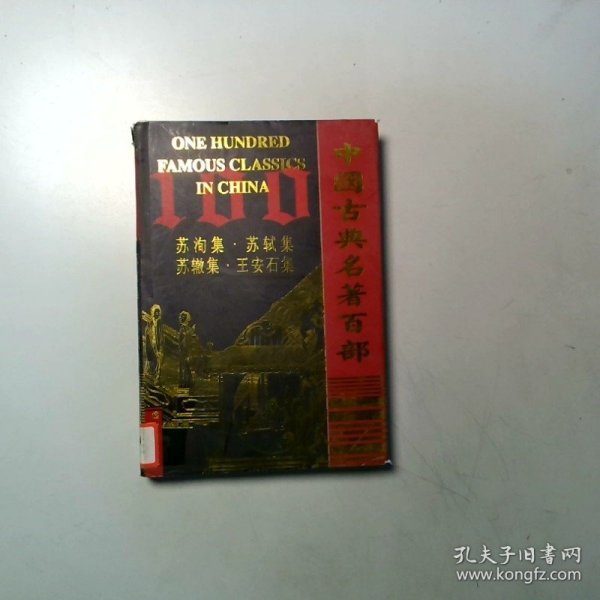 ONE HUNDRED
FAMOUS CLASSICS
IN CHINA
100
苏洵集·苏轼集
苏辙集·王安石集
中國古典名著百部
孔夫子旧书网
www.kongfz.com